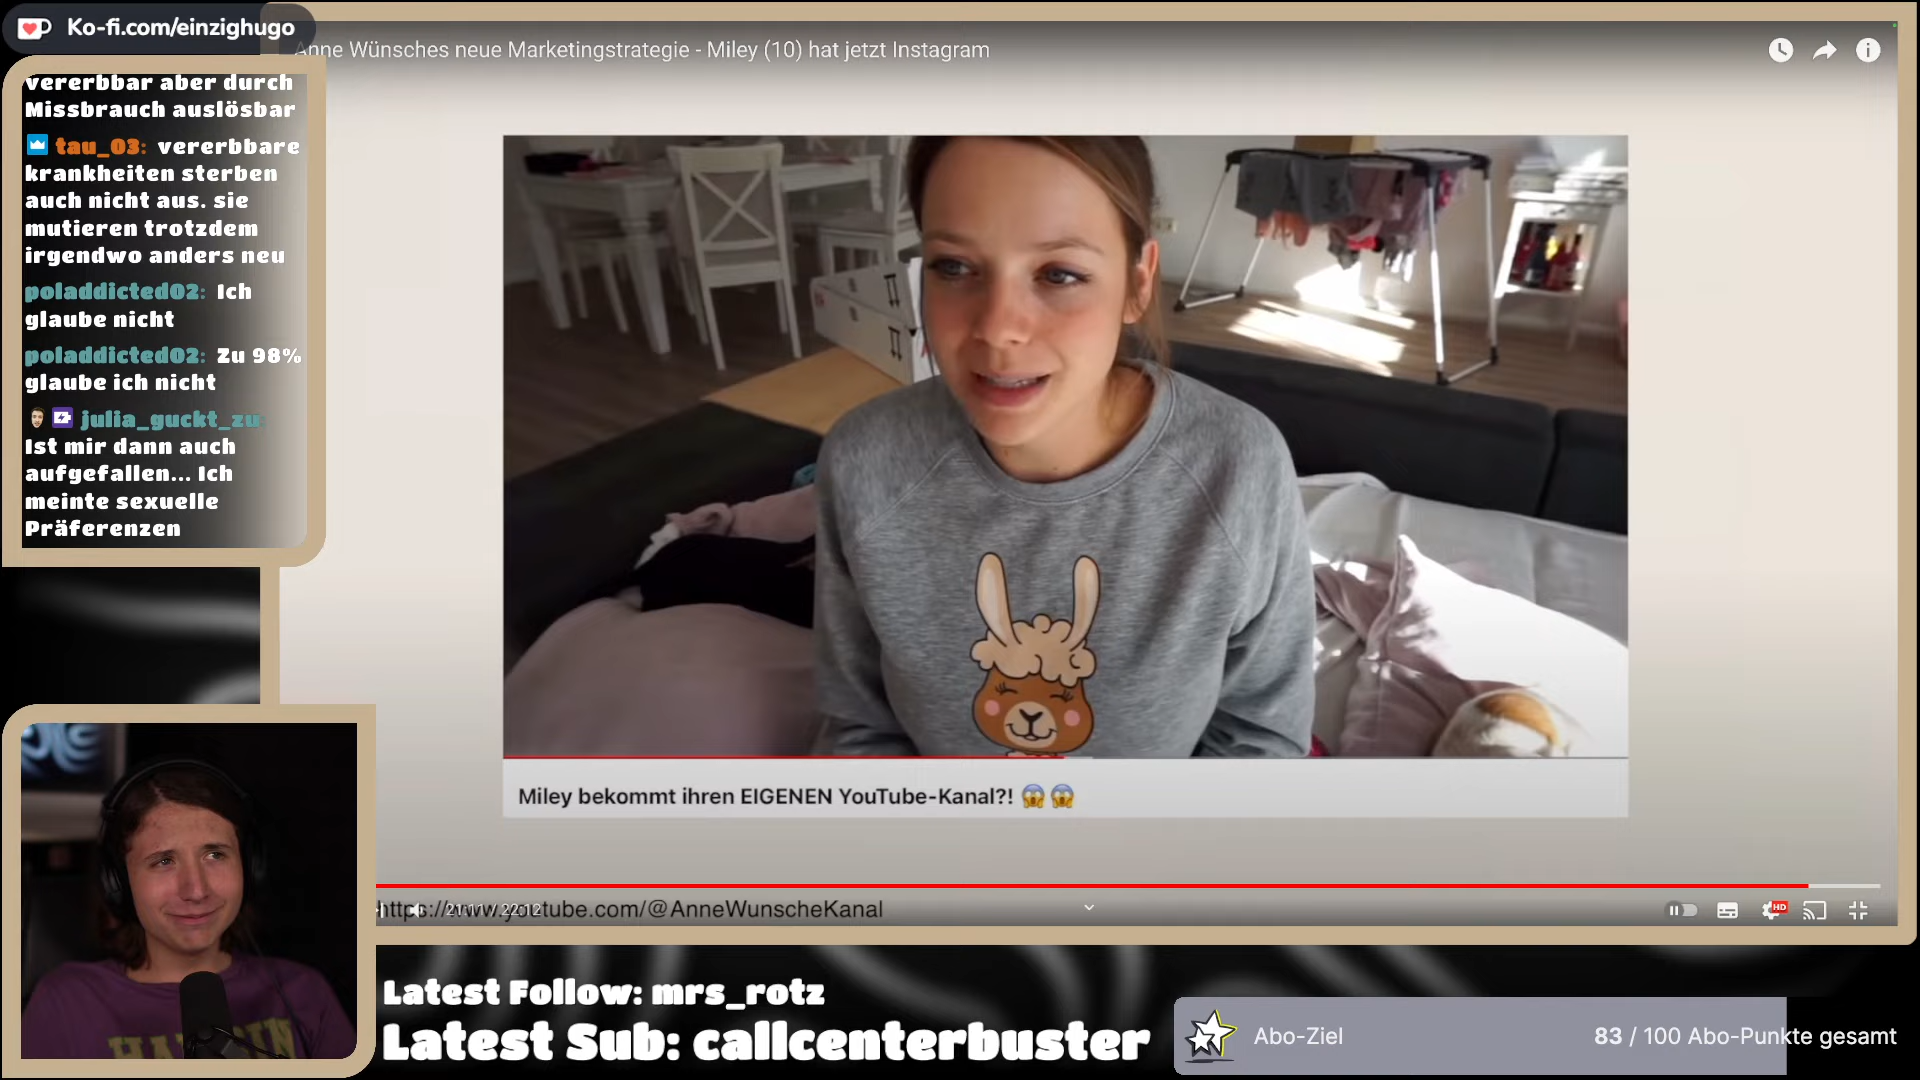 Ko-fi.com/einzighugo
Anne Wünsches neue Marketingstrategie - Miley (10) hat jetzt Instagram
vererbbar aber durch
Missbrauch auslösbar
tau_03: vererbbare
krankheiten sterben
auch nicht aus. sie
mutieren trotzdem
irgendwo anders neu
poladdicted02: Ich
glaube nicht
poladdicted02: Zu 98%
glaube ich nicht
julia_guckt_zu
Ist mir dann auch
aufgefallen... Ich
meinte sexuelle
Präferenzen
Miley bekommt ihren EIGENEN YouTube-Kanal?! 😱😱
https://www.youtube.com/@AnneWunscheKanal
HD
Latest Follow: mrs_rotz
Latest Sub: callcenterbuster
Abo-Ziel
83 / 100 Abo-Punkte gesamt